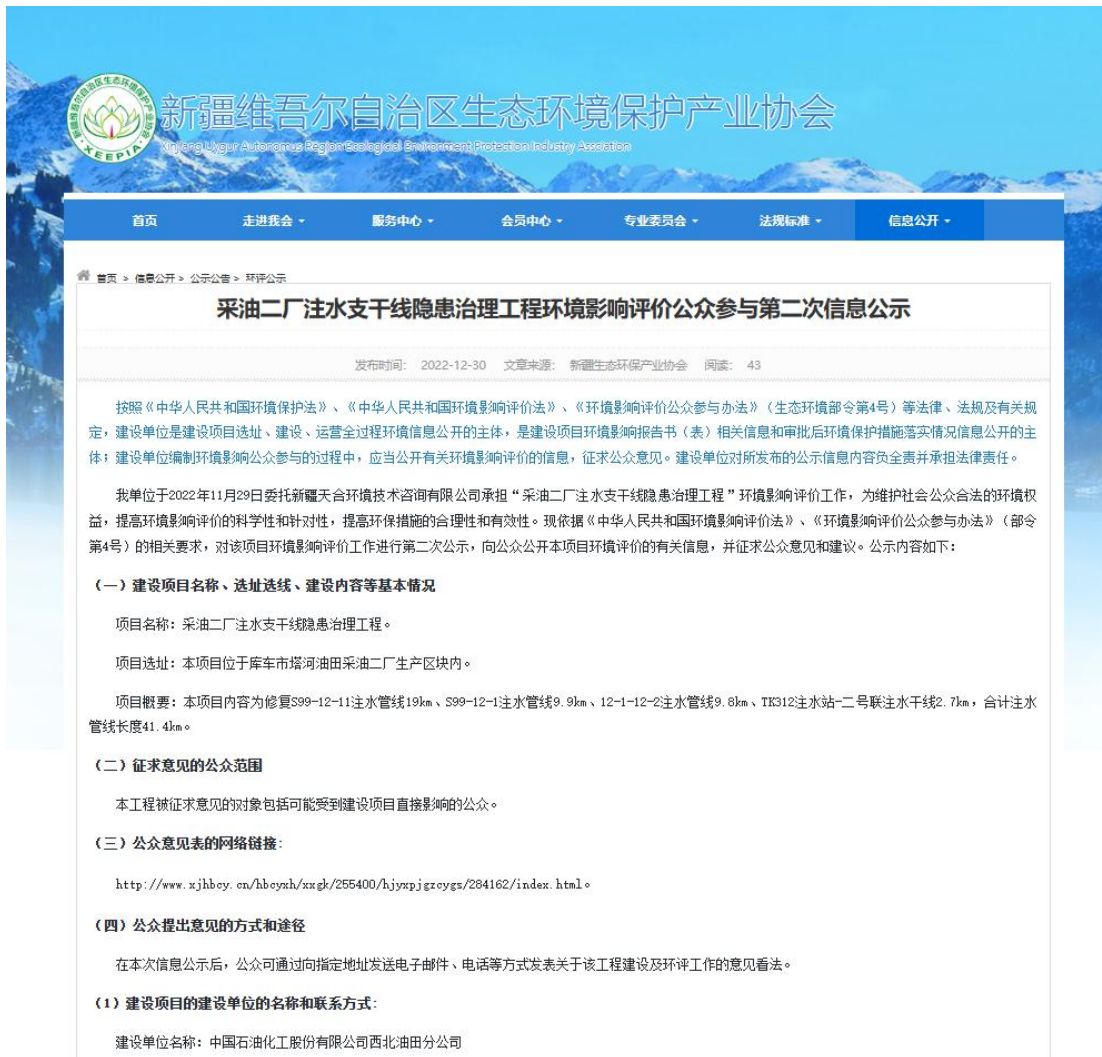 新疆维吾尔自治区生态环境保护产业协会
XEEPIA
新疆维吾尔自治区生态环境保护产业协会
Xinjiang Uygur Autonomus Region Ecological Environment Protection Industry Assciation
首页 走进我会 服务中心 会员中心 专业委员会 法规标准 信息公开
首页 > 信息公开 > 公示公告 > 环评公示
采油二厂注水支干线隐患治理工程环境影响评价公众参与第二次信息公示
发布时间: 2022-12-30 文章来源: 新疆生态环保产业协会 阅读: 43
按照《中华人民共和国环境保护法》、《中华人民共和国环境影响评价法》、《环境影响评价公众参与办法》（生态环境部令第4号）等法律、法规及有关规
定，建设单位是建设项目选址、建设、运营全过程环境信息公开的主体，是建设项目环境影响报告书（表）相关信息和审批后环境保护措施落实情况信息公开的主
体；建设单位编制环境影响公众参与的过程中，应当公开有关环境影响评价的信息，征求公众意见。建设单位对所发布的公示信息内容负全责并承担法律责任。
我单位于2022年11月29日委托新疆天合环境技术咨询有限公司承担“采油二厂注水支干线隐患治理工程”环境影响评价工作，为维护社会公众合法的环境权
益，提高环境影响评价的科学性和针对性，提高环保措施的合理性和有效性。现依据《中华人民共和国环境影响评价法》、《环境影响评价公众参与办法》（部令
第4号）的相关要求，对该项目环境影响评价工作进行第二次公示，向公众公开本项目环境评价的有关信息，并征求公众意见和建议。公示内容如下：
（一）建设项目名称、选址选线、建设内容等基本情况
项目名称：采油二厂注水支干线隐患治理工程。
项目选址：本项目位于库车市塔河油田采油二厂生产区块内。
项目概要：本项目内容为修复S99-12-11注水管线19km、S99-12-1注水管线9.9km、12-1-12-2注水管线9.8km、TK312注水站-二号联注水干线2.7km，合计注水
管线长度41.4km。
（二）征求意见的公众范围
本工程被征求意见的对象包括可能受到建设项目直接影响的公众。
（三）公众意见表的网络链接:
http://www.xjhbcy.cn/hbcyxh/xxgk/255400/hjyxpjgzcygs/284162/index.html。
（四）公众提出意见的方式和途径
在本次信息公示后，公众可通过向指定地址发送电子邮件、电话等方式发表关于该工程建设及环评工作的意见看法。
（1）建设项目的建设单位的名称和联系方式:
建设单位名称：中国石油化工股份有限公司西北油田分公司